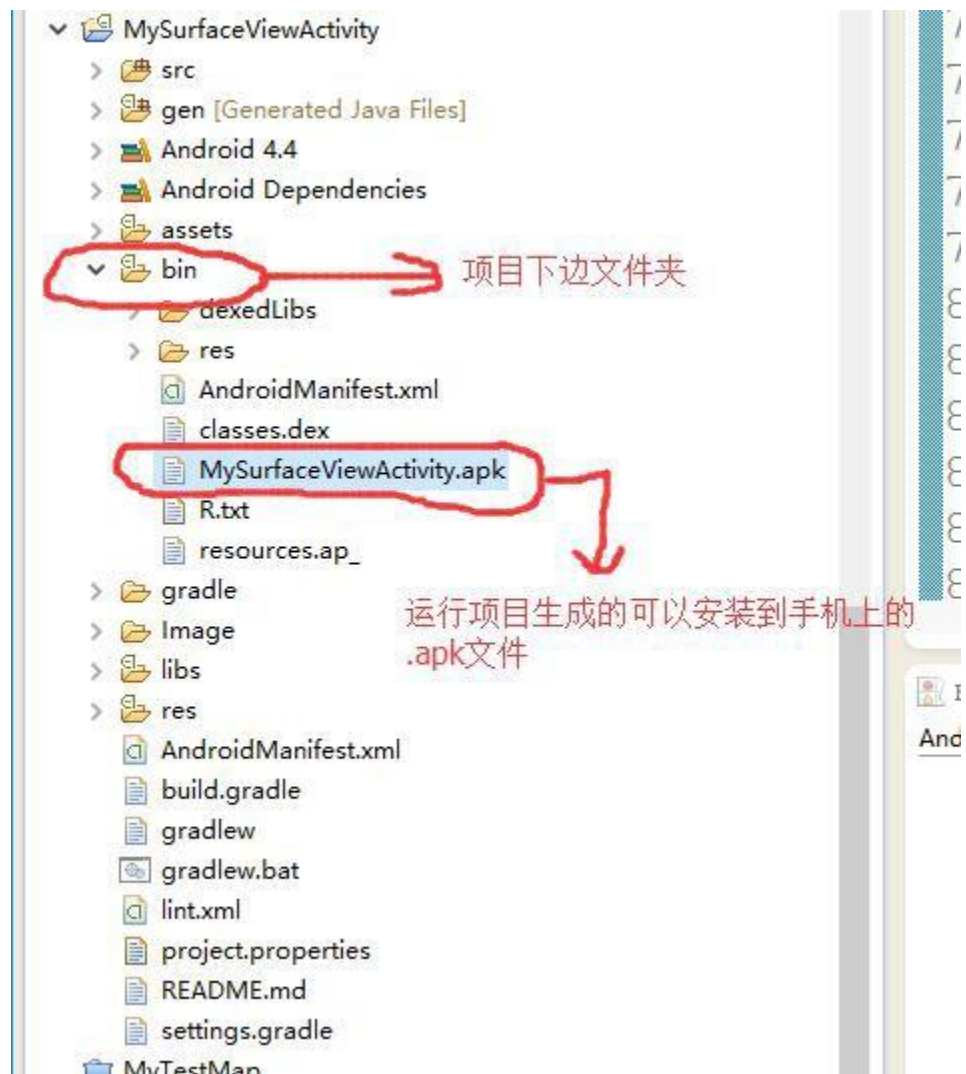 MySurfaceViewActivity
src
gen [Generated Java Files]
Android 4.4
Android Dependencies
assets
bin
项目下边文件夹
dexedLibs
res
AndroidManifest.xml
classes.dex
MySurfaceViewActivity.apk
R.txt
resources.ap_
gradle
运行项目生成的可以安装到手机上的
.apk文件
Image
libs
res
AndroidManifest.xml
build.gradle
gradlew
gradlew.bat
lint.xml
project.properties
README.md
settings.gradle
MyTestMap